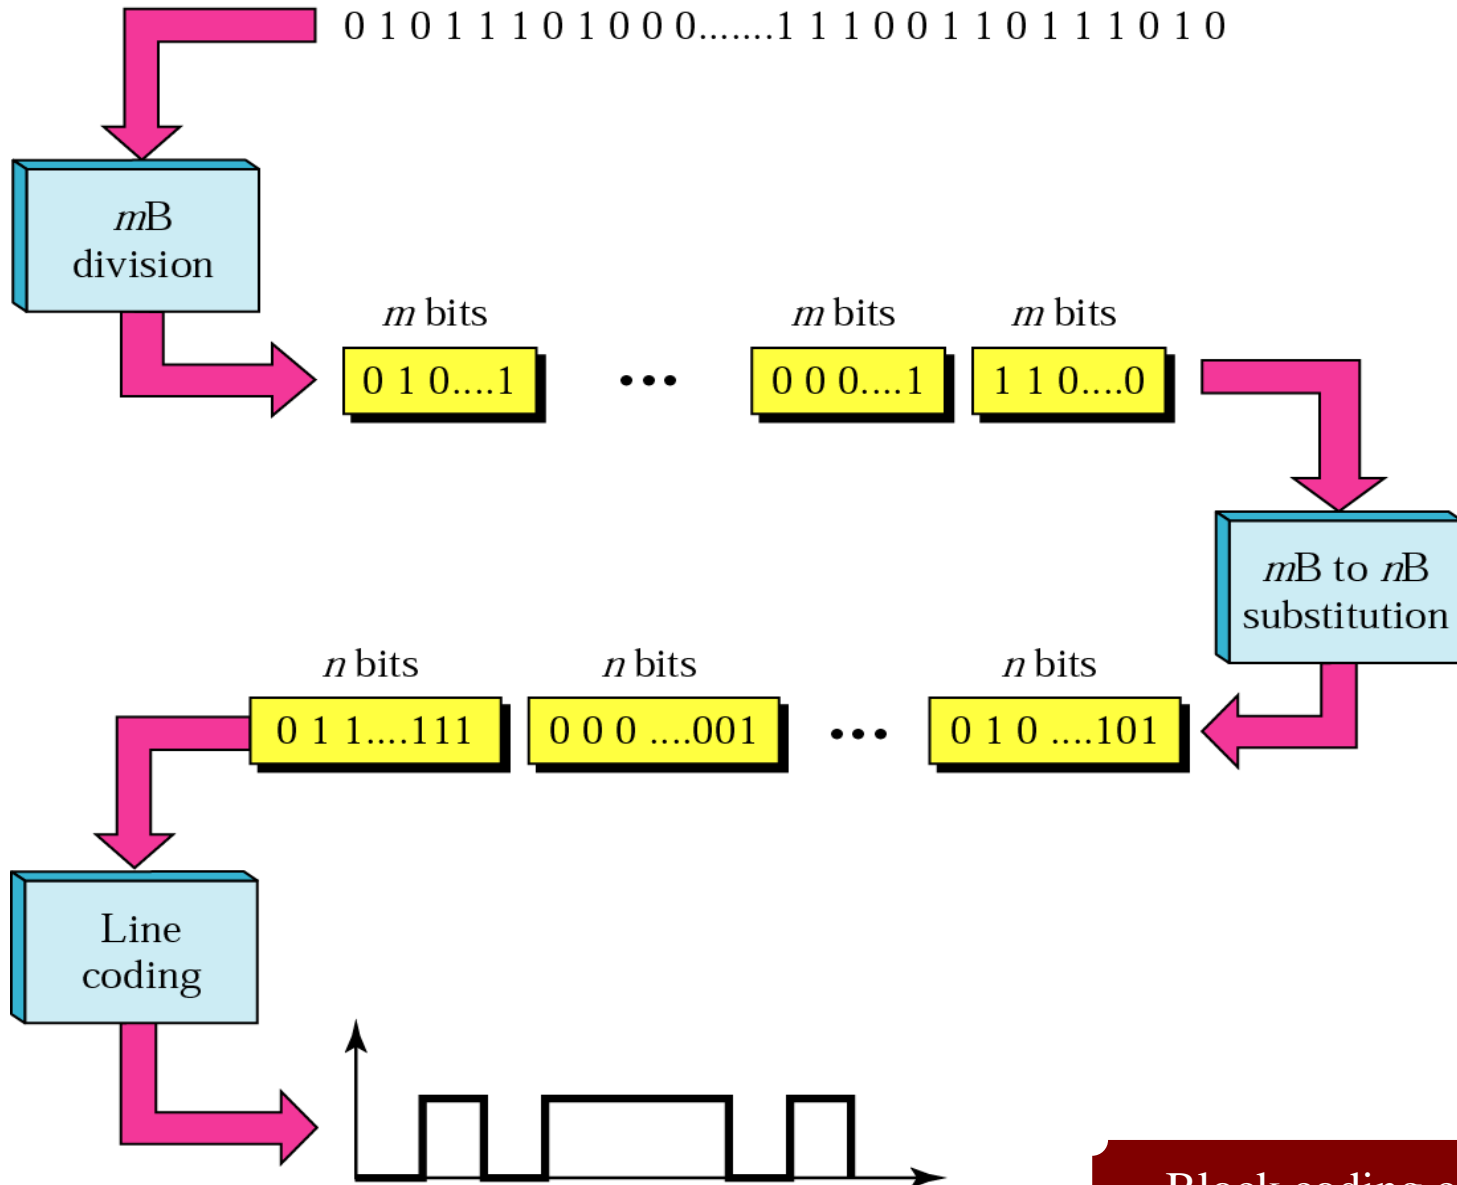 0 1 0 1 1 1 0 1 0 0 0.......1 1 1 0 0 1 1 0 1 1 1 0 1 0
mB
division
m bits m bits m bits
0 1 0....1 ... 0 0 0....1 1 1 0....0
mB to nB
substitution
n bits n bits n bits
0 1 1....111 0 0 0 ....001 ... 0 1 0 ....101
Line
coding
Block coding